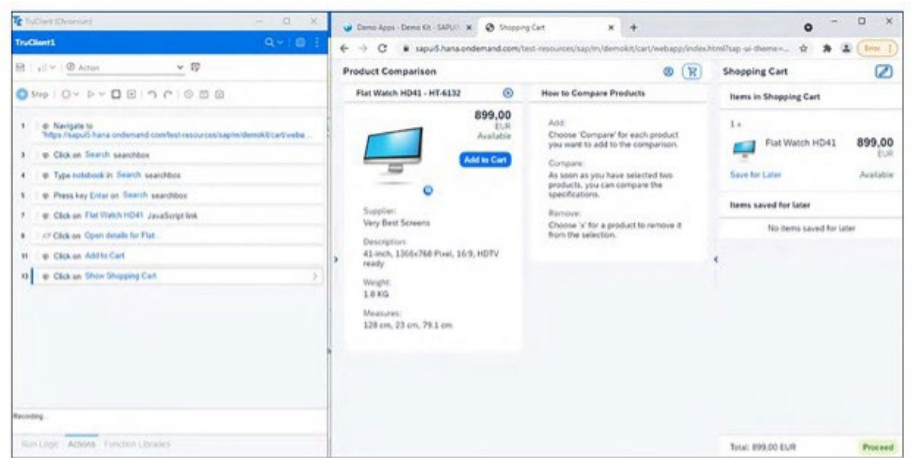 TruClient (Chromium)
TruClient1
Action
Step
1 Navigate to
"https://sapui5.hana.ondemand.com/test-resources/sap/m/demokit/cart/weba...
3 Click on Search searchbox
4 Type notebook in Search searchbox
5 Press key Enter on Search searchbox
7 Click on Flat Watch HD41 JavaScript link
Click on Open details for Flat...
11 Click on Add to Cart
13 Click on Show Shopping Cart
Recording...
Run Logic Actions Function Libraries
Demo Apps - Demo Kit - SAPUI5
Shopping Cart
sapui5.hana.ondemand.com/test-resources/sap/m/demokit/cart/webapp/index.html?sap-ui-theme=...
Error
Product Comparison
Flat Watch HD41 - HT-6132
899,00
EUR
Available
Add to Cart
Supplier:
Very Best Screens
Description:
41-inch, 1366x768 Pixel, 16:9, HDTV
ready
Weight:
1.8 KG
Measures:
128 cm, 23 cm, 79.1 cm
How to Compare Products
Add:
Choose 'Compare' for each product
you want to add to the comparison.
Compare:
As soon as you have selected two
products, you can compare the
specifications.
Remove:
Choose 'x' for a product to remove it
from the selection.
Shopping Cart
Items in Shopping Cart
1 x
Flat Watch HD41 899,00
EUR
Save for Later Available
Items saved for later
No items saved for later
Total: 899,00 EUR
Proceed